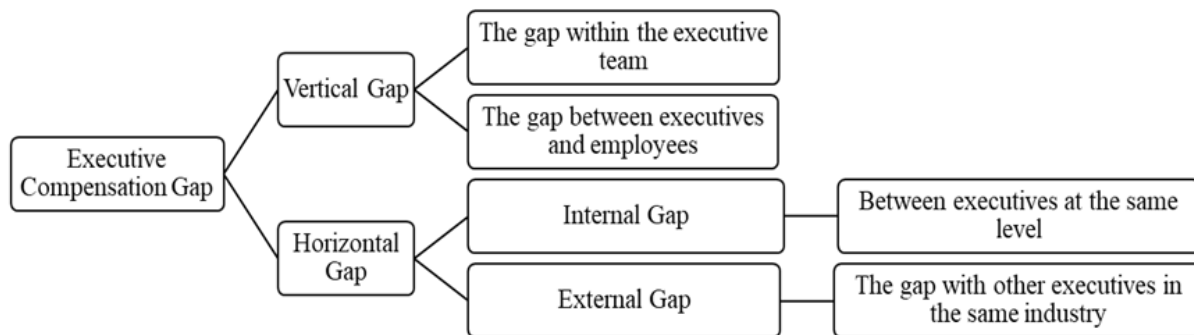 The gap within the executive
team
Vertical Gap
The gap between executives
and employees
Executive
Compensation Gap
Internal Gap
Between executives at the same
level
Horizontal
Gap
External Gap
The gap with other executives in
the same industry